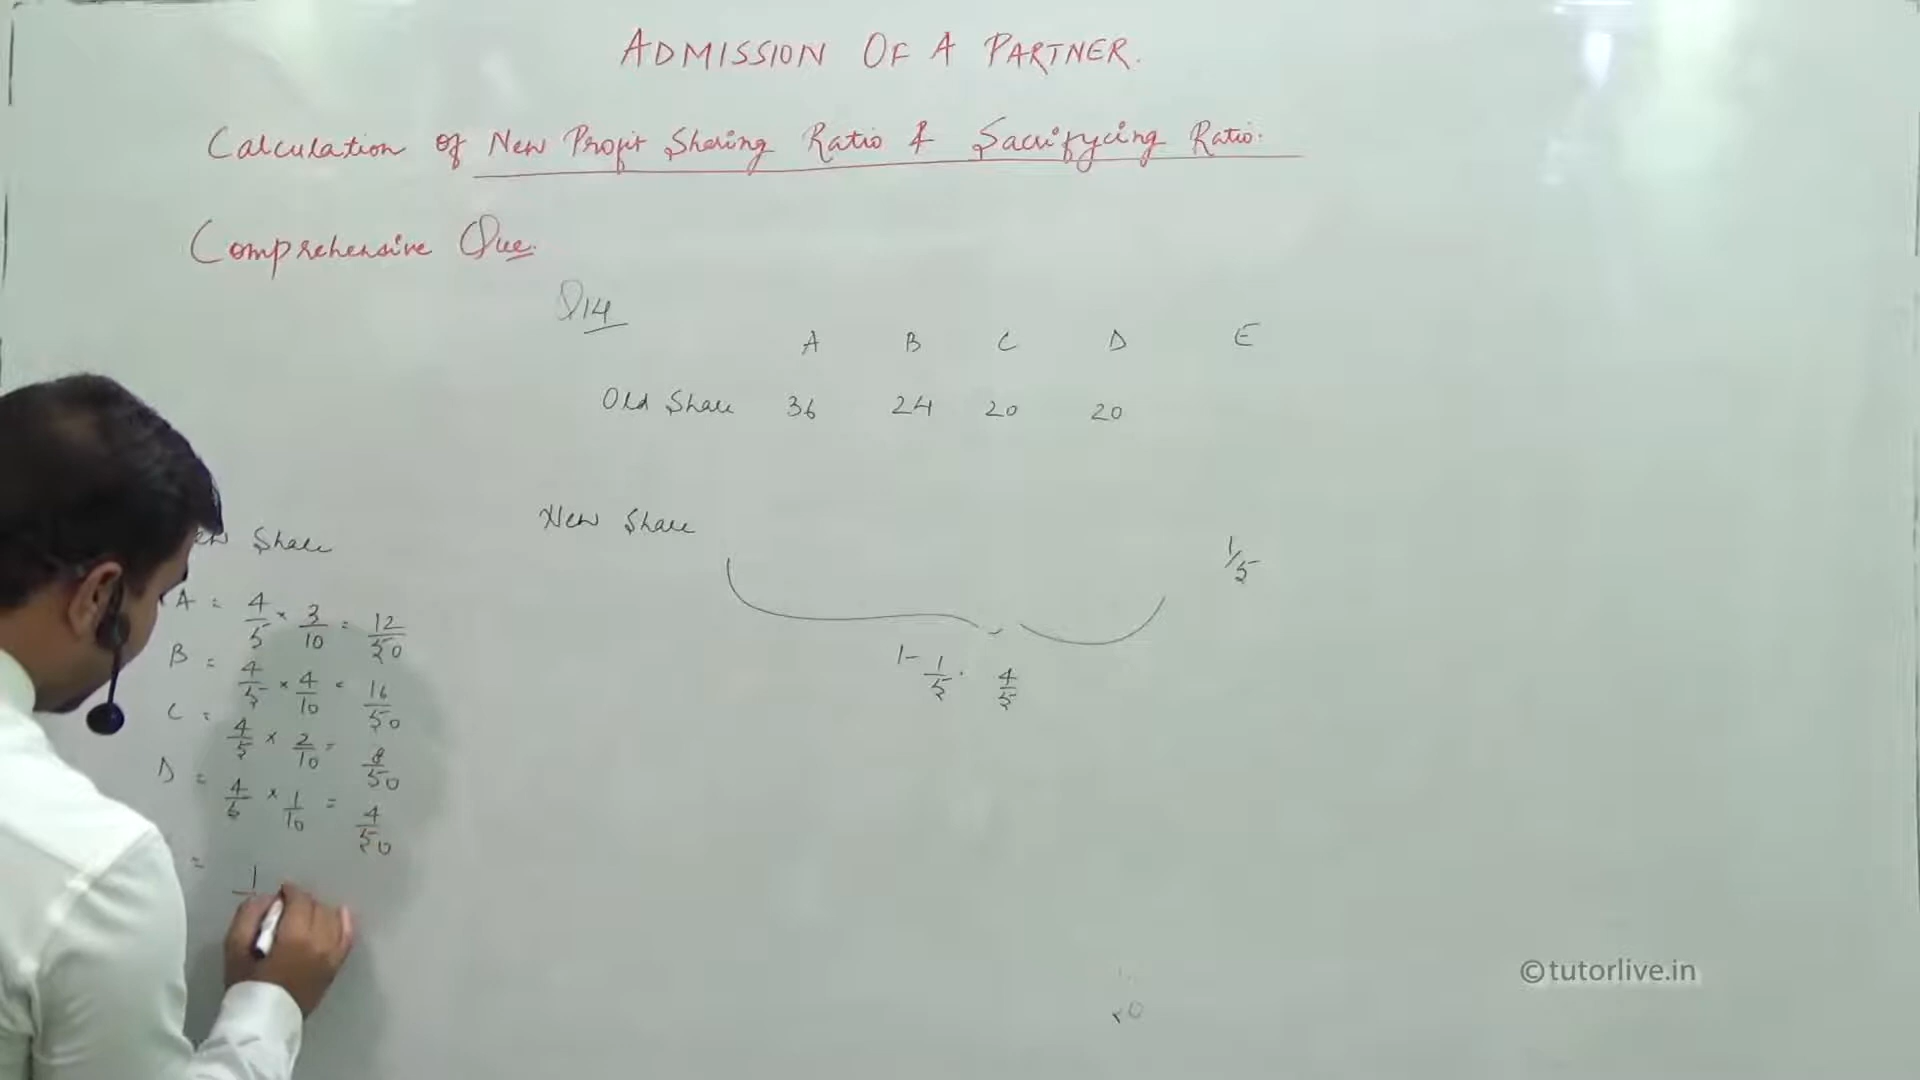 ADMISSION OF A PARTNER.
Calculation of New Profit Sharing Ratio & Sacrifycing Ratio.
Comprehensive Que.
Q14
A B C D E
Old Share 36 24 20 20
New Share 1/5
1 - 1/5 . 4/5
Share
A = 4/5 × 3/10 = 12/50
B = 4/5 × 4/10 = 16/50
C = 4/5 × 2/10 = 8/50
D = 4/5 × 1/10 = 4/50
= 1
©tutorlive.in